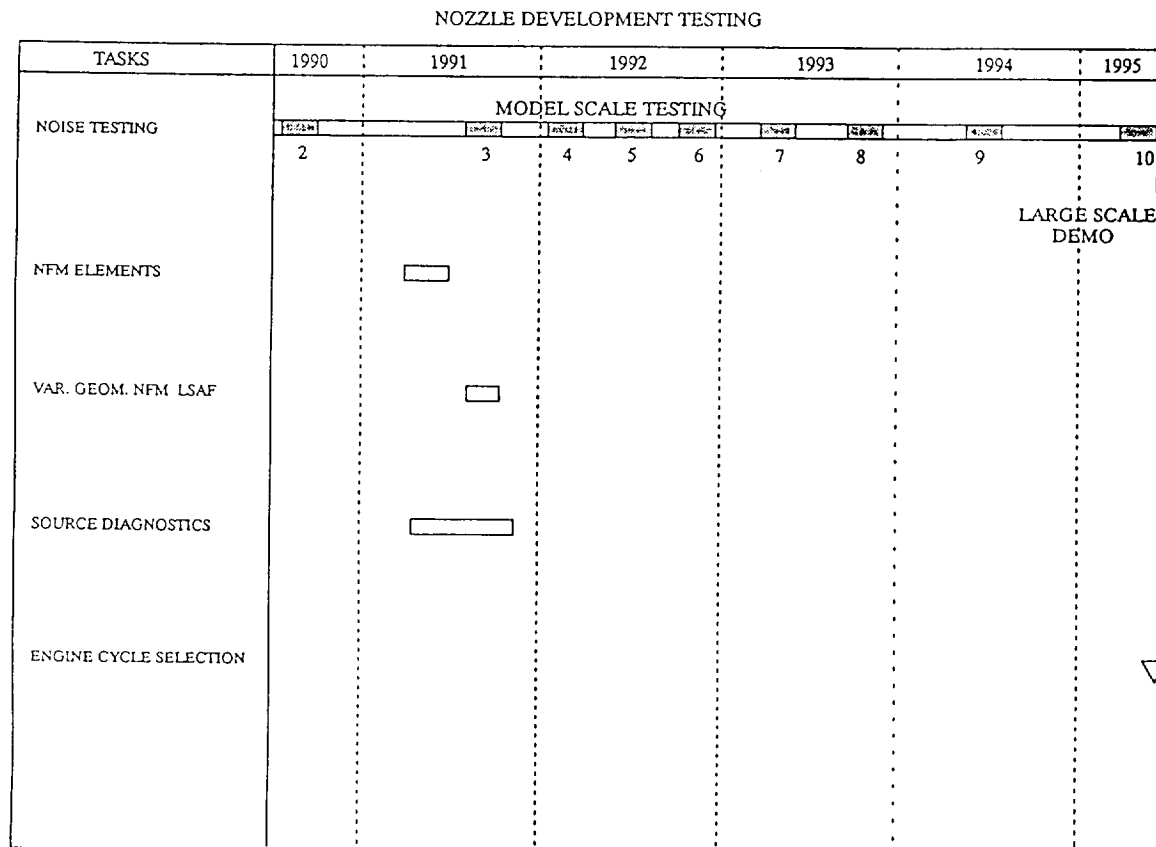 NOZZLE DEVELOPMENT TESTING
TASKS 1990 1991 1992 1993 1994 1995
MODEL SCALE TESTING
NOISE TESTING
2 3 4 5 6 7 8 9 10
LARGE SCALE
DEMO
NFM ELEMENTS
VAR. GEOM. NFM LSAF
SOURCE DIAGNOSTICS
ENGINE CYCLE SELECTION